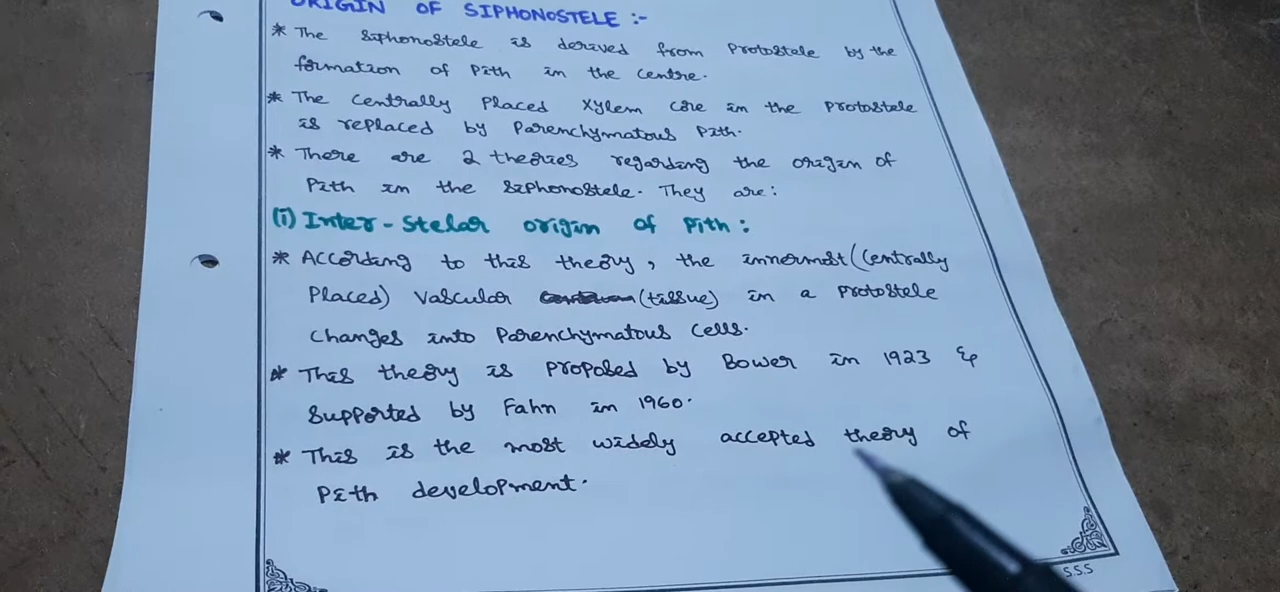 ORIGIN OF SIPHONOSTELE :-
* The Siphonostele is derived from Protostele by the
formation of Pith in the centre.
* The centrally Placed Xylem core in the Protostele
is replaced by Parenchymatous Pith.
* There are 2 theories regarding the origin of
Pith in the Siphonostele. They are:
(i) Inter-Stelar origin of Pith:
* According to this theory, the innermost (Centrally
Placed) Vascular (tissue) in a Protostele
Changes into Parenchymatous Cells.
* This theory is Proposed by Bower in 1923 &
Supported by Fahn in 1960.
* This is the most widely accepted theory of
Pith development.
S.S.S